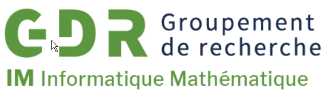 GDR Groupement
de recherche
IM Informatique Mathématique